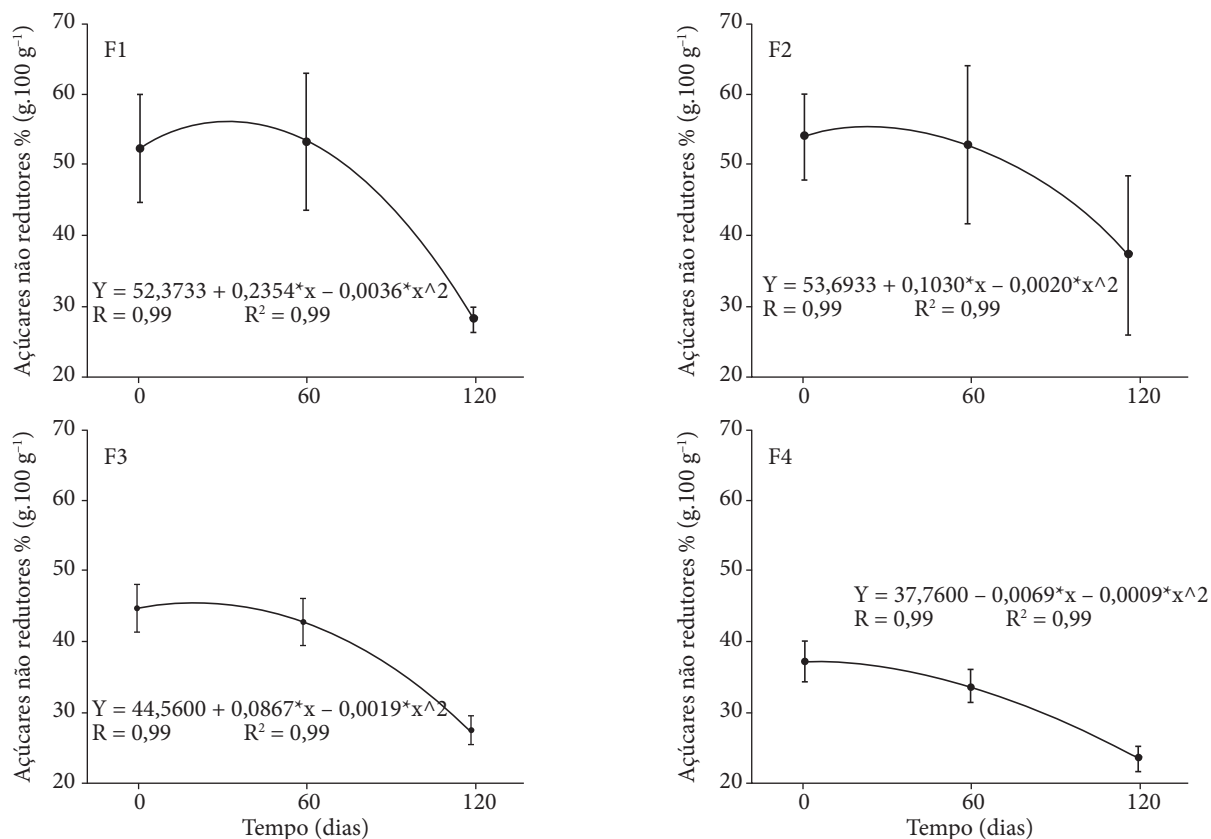 Açúcares não redutores % (g.100 g⁻¹)
70
60
50
40
30
20
F1
Y = 52,3733 + 0,2354*x – 0,0036*x^2
R = 0,99 R² = 0,99
0 60 120
Açúcares não redutores % (g.100 g⁻¹)
70
60
50
40
30
20
F2
Y = 53,6933 + 0,1030*x – 0,0020*x^2
R = 0,99 R² = 0,99
0 60 120
Açúcares não redutores % (g.100 g⁻¹)
70
60
50
40
30
20
F3
Y = 44,5600 + 0,0867*x – 0,0019*x^2
R = 0,99 R² = 0,99
0 60 120
Tempo (dias)
Açúcares não redutores % (g.100 g⁻¹)
70
60
50
40
30
20
F4
Y = 37,7600 – 0,0069*x – 0,0009*x^2
R = 0,99 R² = 0,99
0 60 120
Tempo (dias)